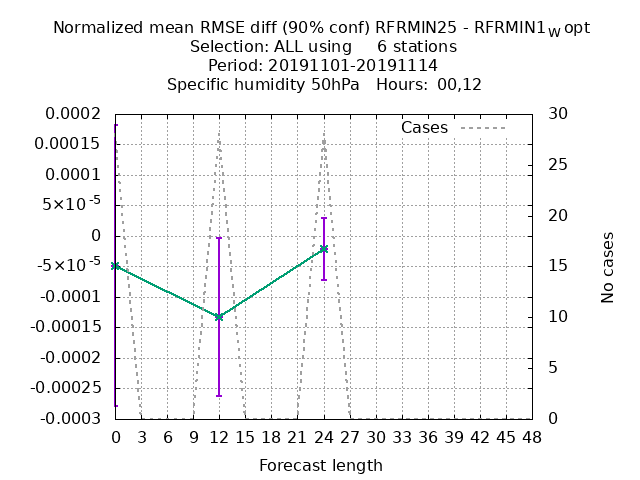 Normalized mean RMSE diff (90% conf) RFRMIN25 - RFRMIN1_W opt
Selection: ALL using     6 stations
Period: 20191101-20191114
Specific humidity 50hPa   Hours:  00,12
Cases
0.0002
0.00015
0.0001
5×10^-5
0
-5×10^-5
-0.0001
-0.00015
-0.0002
-0.00025
-0.0003
30
25
20
15
10
5
0
No cases
0 3 6 9 12 15 18 21 24 27 30 33 36 39 42 45 48
Forecast length